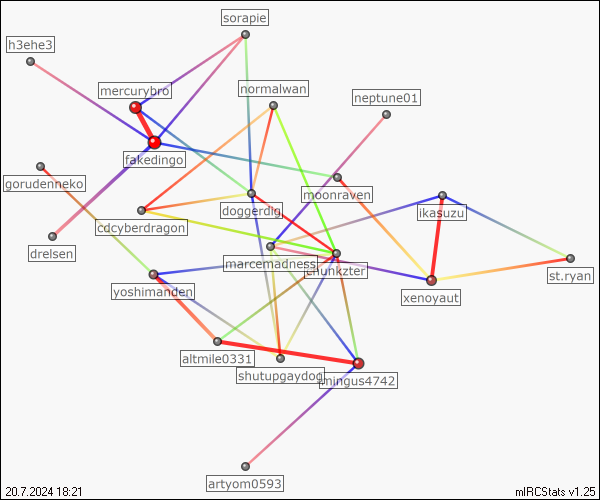 sorapie
h3ehe3
mercurybro
normalwan
neptune01
fakedingo
gorudenneko
moonraven
doggerdig
ikasuzu
cdcyberdragon
drelsen
marcemadness
chunkzter
st.ryan
yoshimanden
xenoyaut
altmile0331
shutupgaydog
mingus4742
artyom0593
20.7.2024 18:21
mIRCStats v1.25